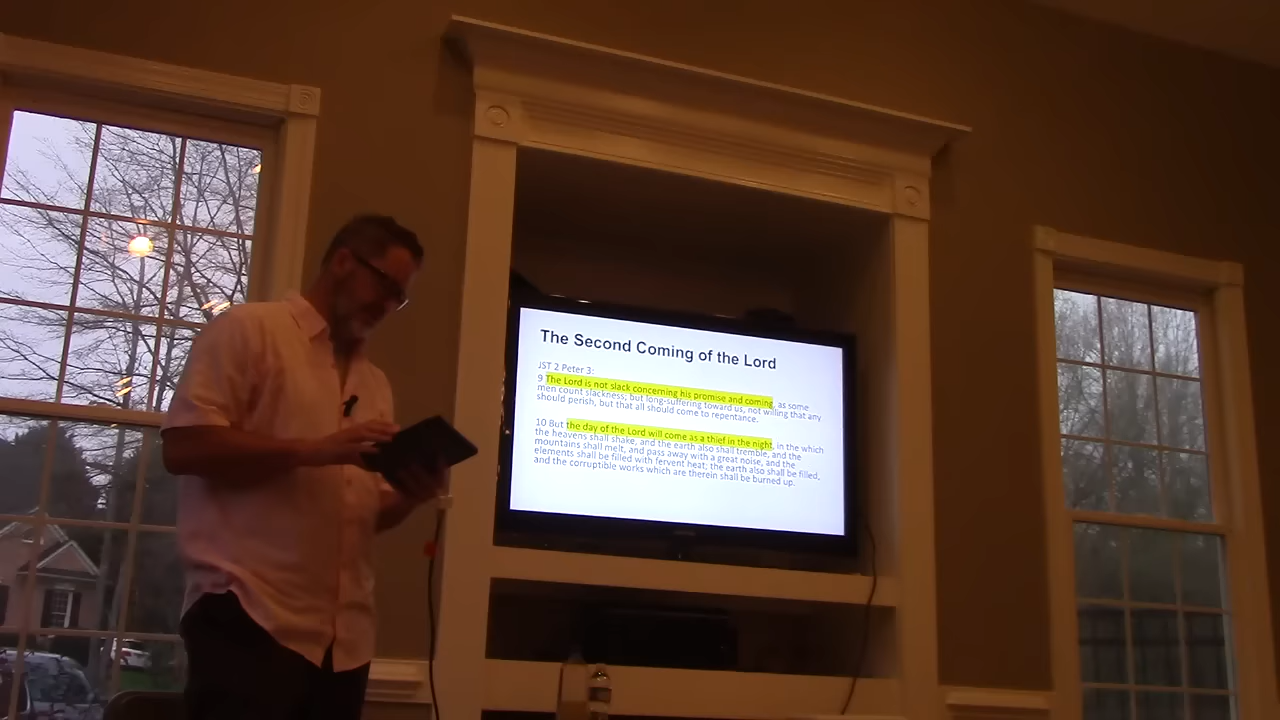 The Second Coming of the Lord
JST 2 Peter 3:
9 The Lord is not slack concerning his promise and coming, as some
men count slackness; but long-suffering toward us, not willing that any
should perish, but that all should come to repentance.
10 But the day of the Lord will come as a thief in the night, in the which
the heavens shall shake, and the earth also shall tremble, and the
mountains shall melt, and pass away with a great noise, and the
elements shall be filled with fervent heat; the earth also shall be filled,
and the corruptible works which are therein shall be burned up.